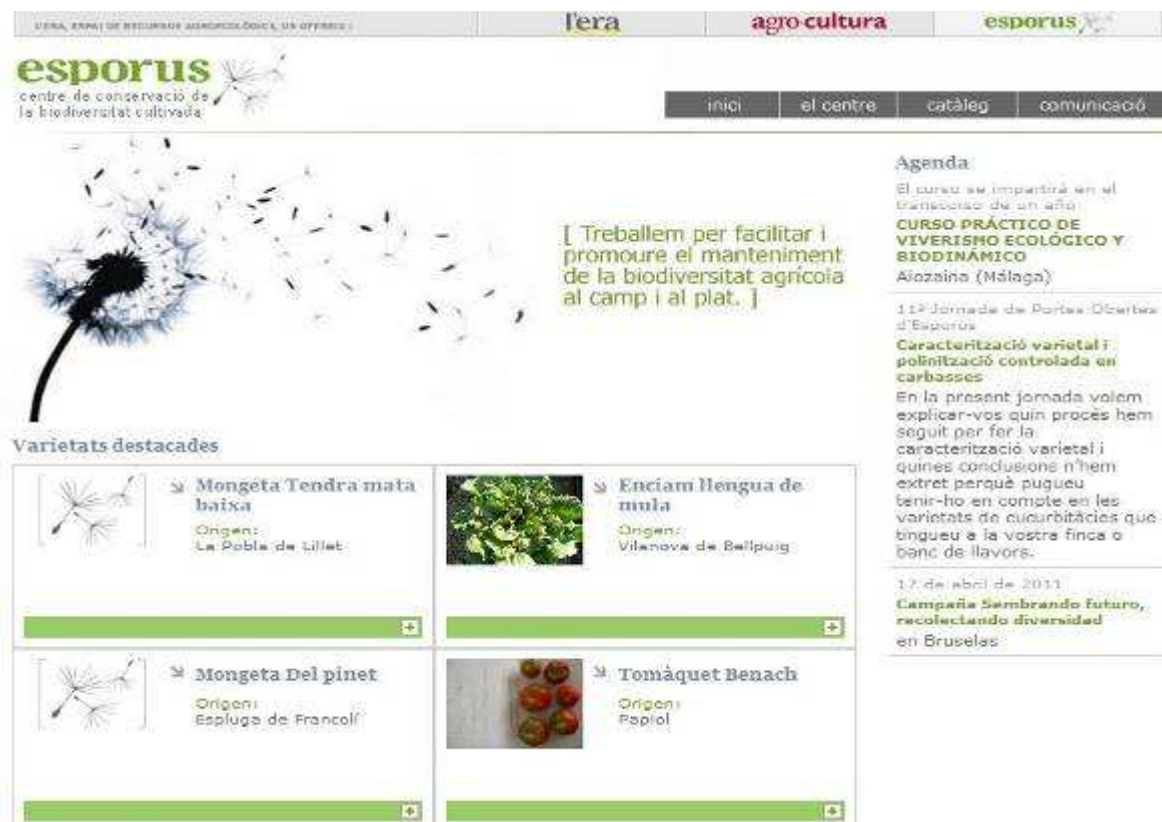 L'ERA, ESPAI DE RECURSOS AGROECOLÒGICS, US OFEREIX :
l'era
agro·cultura
esporus
esporus
centre de conservació de
la biodiversitat cultivada
inici
el centre
catàleg
comunicació
[ Treballem per facilitar i
promoure el manteniment
de la biodiversitat agrícola
al camp i al plat. ]
Varietats destacades
Mongeta Tendra mata
baixa
Origen:
La Pobla de Lillet
Enciam llengua de
mula
Origen:
Vilanova de Bellpuig
Mongeta Del pinet
Origen:
Espluga de Francolí
Tomàquet Benach
Origen:
Papiol
Agenda
El curso se impartirá en el
transcurso de un año
CURSO PRÁCTICO DE
VIVERISMO ECOLÓGICO Y
BIODINÁMICO
Alozaina (Málaga)
11ª Jornada de Portes Obertes
d'Esporus
Caracterització varietal i
polinització controlada en
carbasses
En la present jornada volem
explicar-vos quin procès hem
seguit per fer la
caracterització varietal i
quines conclusions n'hem
extret perquè pugueu
tenir-ho en compte en les
varietats de cucurbitàcies que
tingueu a la vostra finca o
banc de llavors.
17 de abril de 2011
Campaña Sembrando futuro,
recolectando diversidad
en Bruselas